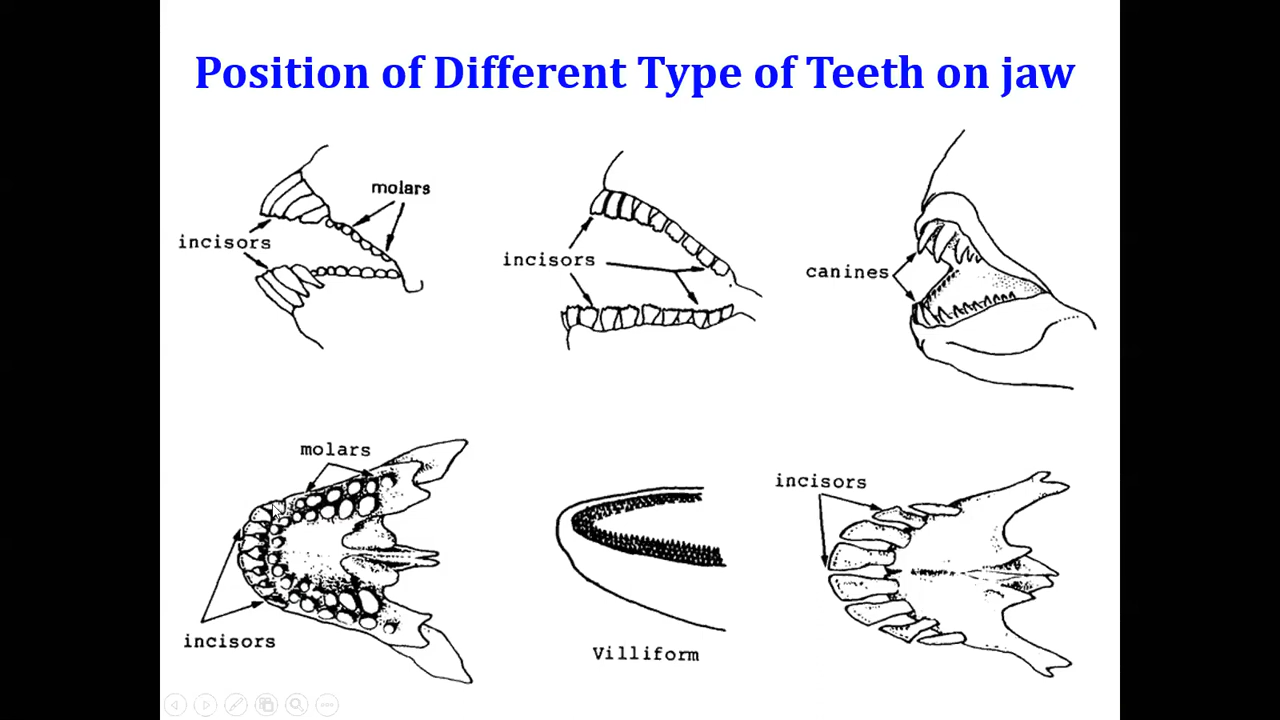 Position of Different Type of Teeth on jaw
molars
incisors
incisors
canines
molars
incisors
incisors
Villiform